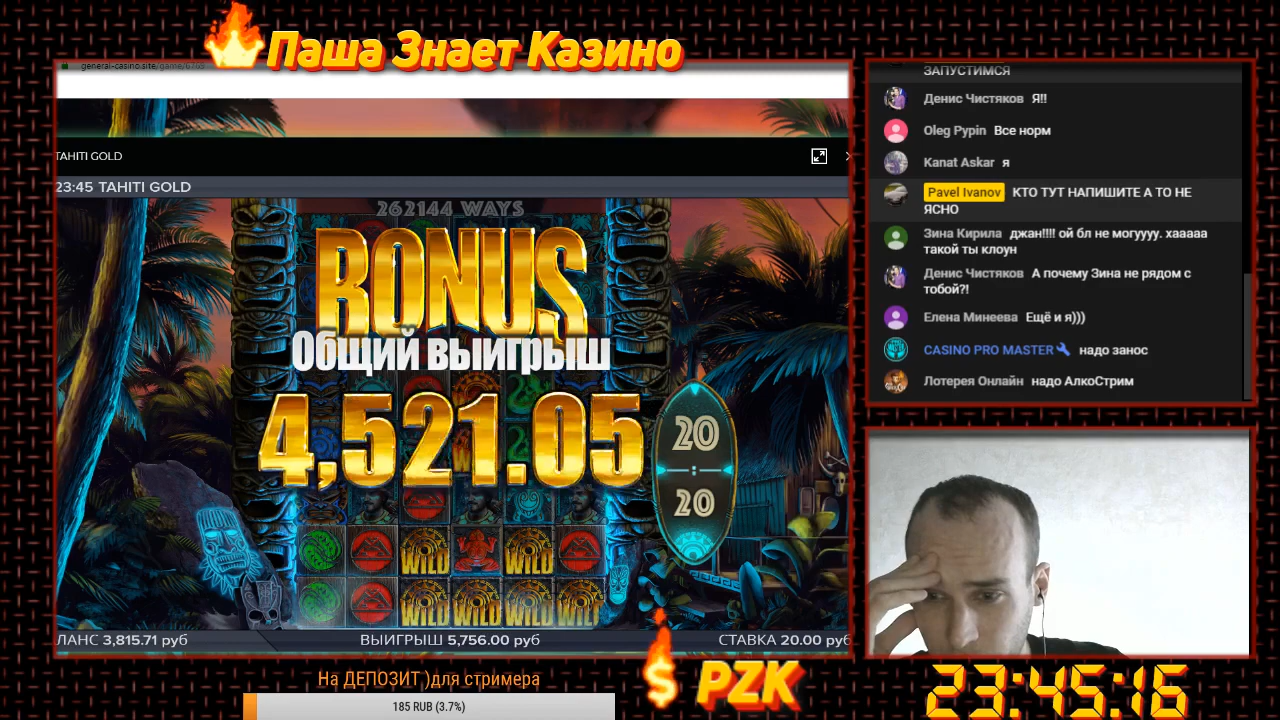 Паша Знает Казино
general-casino.site/game/
TAHITI GOLD
23:45 TAHITI GOLD
262144 WAYS
BONUS
Общий выигрыш
4,521.05
20
:
20
WILD
WILD
WILD
WILD
WILD
WILD
ЛАНС 3,815.71 руб
ВЫИГРЫШ 5,756.00 руб
СТАВКА 20.00 руб
На ДЕПОЗИТ )для стримера
185 RUB (3.7%)
$ PZK
ЗАПУСТИМСЯ
Денис Чистяков Я!!
Oleg Pypin Все норм
Kanat Askar я
Pavel Ivanov КТО ТУТ НАПИШИТЕ А ТО НЕ
ЯСНО
Зина Кирила джан!!!! ой бл не могуууу. хааааа
такой ты клоун
Денис Чистяков А почему Зина не рядом с
тобой?!
Елена Минеева Ещё и я)))
CASINO PRO MASTER надо занос
Лотерея Онлайн надо АлкоСтрим
23:45:16